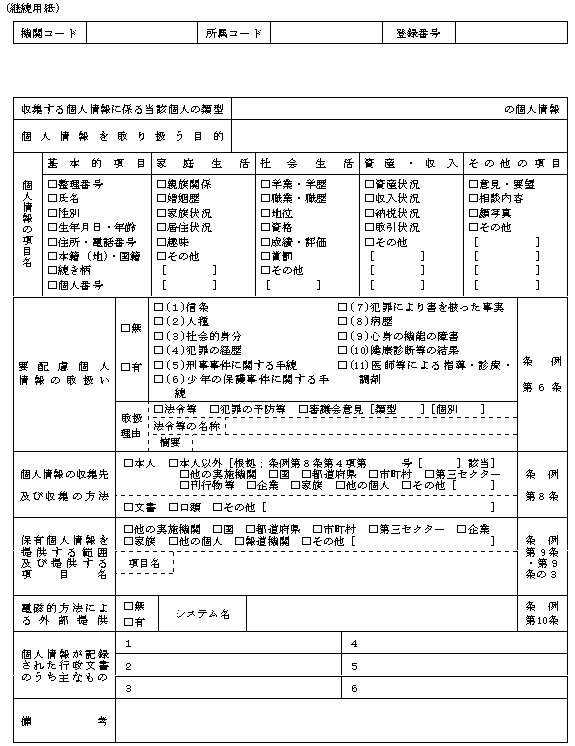 (継続用紙)
機関コード 所属コード 登録番号
収集する個人情報に係る当該個人の類型 の個人情報
個人情報を取り扱う目的
個人情報の項目名
基本的項目 家庭生活 社会生活 資産・収入 その他の項目
□整理番号 □親族関係 □学業・学歴 □資産状況 □意見・要望
□氏名 □婚姻歴 □職業・職歴 □収入状況 □相談内容
□性別 □家族状況 □地位 □納税状況 □顔写真
□生年月日・年齢 □居住状況 □資格 □取引状況 □その他
□住所・電話番号 □趣味 □成績・評価 □その他 [ ]
□本籍(地)・国籍 □その他 □賞罰 [ ] [ ]
□続き柄 [ ] □その他 [ ] [ ]
□個人番号 [ ] [ ] [ ]
要配慮個人情報の取扱い
□無
□有
□(1)信条 □(7)犯罪により害を被った事実
□(2)人種 □(8)病歴
□(3)社会的身分 □(9)心身の機能の障害
□(4)犯罪の経歴 □(10)健康診断等の結果
□(5)刑事事件に関する手続 □(11)医師等による指導・診療・
□(6)少年の保護事件に関する手 調剤
続
条例
第6条
取扱
理由
□法令等 □犯罪の予防等 □審議会意見[類型 ][個別 ]
法令等の名称
摘要
個人情報の収集先
及び収集の方法
□本人 □本人以外[根拠:条例第8条第4項第 号[ ]該当]
□他の実施機関 □国 □都道府県 □市町村 □第三セクター
□刊行物等 □企業 □家族 □他の個人 □その他[ ]
□文書 □口頭 □その他[ ]
条例
第8条
保有個人情報を
提供する範囲
及び提供する
項目名
□他の実施機関 □国 □都道府県 □市町村 □第三セクター □企業
□家族 □他の個人 □報道機関 □その他[ ]
項目名
条例
第9条
・第9
条の3
電磁的方法によ
る外部提供
□無
□有
システム名
条例
第10条
個人情報が記録
された行政文書
のうち主なもの
1 4
2 5
3 6
備考